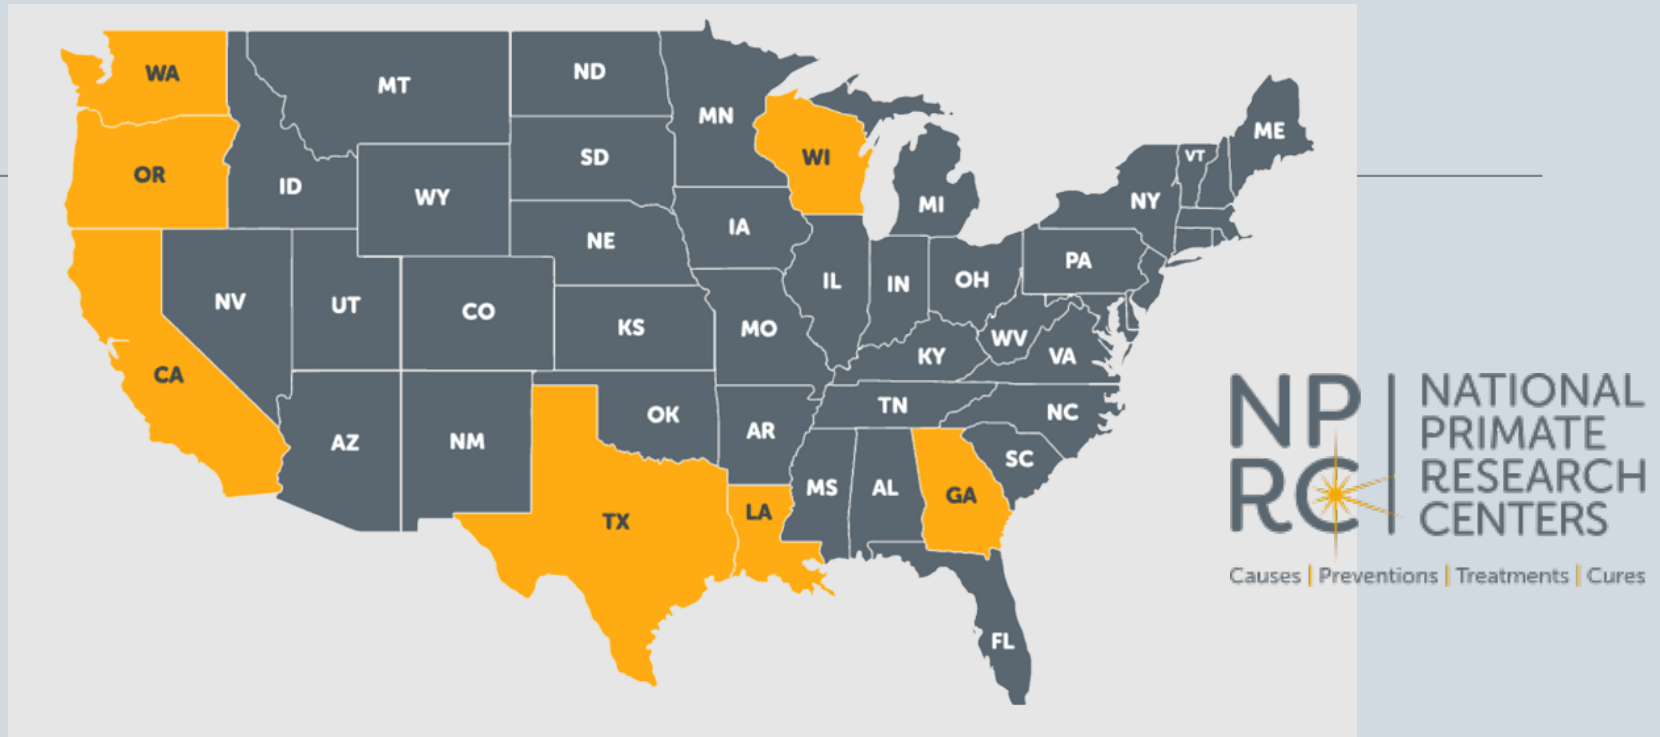 WA
MT
ND
MN
ME
OR
ID
WY
SD
WI
MI
NY
VT
NV
UT
CO
NE
IA
IL
IN
OH
PA
CA
KS
MO
KY
WV
VA
AZ
NM
OK
AR
TN
NC
SC
TX
LA
MS
AL
GA
FL
NP
RC
NATIONAL
PRIMATE
RESEARCH
CENTERS
Causes | Preventions | Treatments | Cures